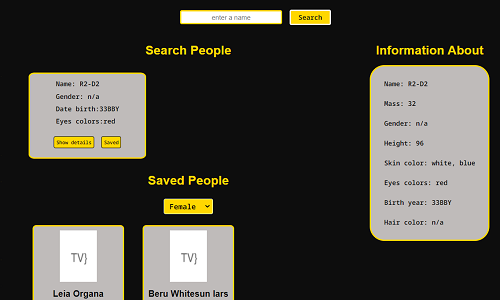 enter a name
Search
Search People
Name: R2-D2
Gender: n/a
Date birth:33BBY
Eyes colors:red
Show details
Saved
Information About
Name: R2-D2
Mass: 32
Gender: n/a
Height: 96
Skin color: white, blue
Eyes colors: red
Birth year: 33BBY
Hair color: n/a
Saved People
Female
TV}
Leia Organa
TV}
Beru Whitesun lars